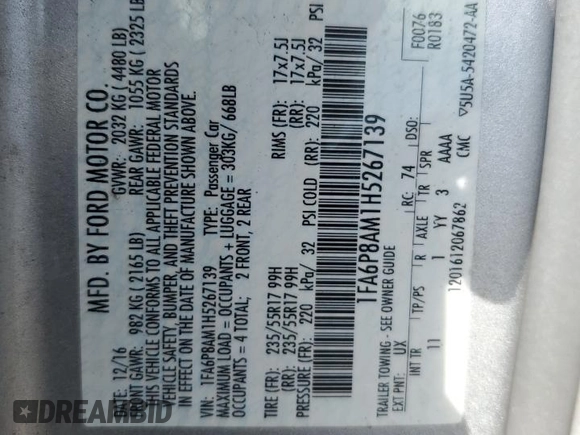 MFD. BY FORD MOTOR CO.
DATE: 12/16 GVWR: 2032 KG ( 4480 LB)
FRONT GAWR: 982 KG ( 2165 LB) REAR GAWR: 1055 KG ( 2325 LB)
THIS VEHICLE CONFORMS TO ALL APPLICABLE FEDERAL MOTOR
VEHICLE SAFETY, BUMPER, AND THEFT PREVENTION STANDARDS
IN EFFECT ON THE DATE OF MANUFACTURE SHOWN ABOVE.
VIN: 1FA6P8AM1H5267139 TYPE: Passenger Car
MAXIMUM LOAD = OCCUPANTS + LUGGAGE = 303KG/ 668LB
OCCUPANTS = 4 TOTAL; 2 FRONT, 2 REAR
TIRE (FR): 235/55R17 99H RIMS (FR): 17x7.5J
(RR): 235/55R17 99H (RR): 17x7.5J
PRESSURE (FR): 220 kPa/ 32 PSI COLD (RR): 220 kPa/ 32 PSI
1FA6P8AM1H5267139
TRAILER TOWING - SEE OWNER GUIDE
F0076
R0183
EXT PNT: UX RC: 74 DSO:
INT TR TP/PS R AXLE TR SPR
11 1 YY 3 AAAA
1201612067862 CMC ▽5U5A-5420472-AA
DREAMBID